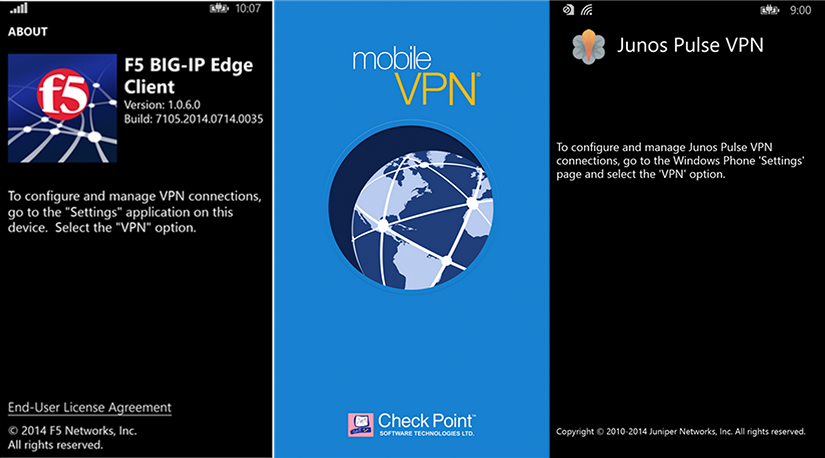 10:07
ABOUT
f5
F5 BIG-IP Edge
Client
Version: 1.0.6.0
Build: 7105.2014.0714.0035
To configure and manage VPN connections,
go to the "Settings" application on this
device.  Select the "VPN" option.
End-User License Agreement
© 2014 F5 Networks, Inc.
All rights reserved.
mobile
VPN®
Check Point™
SOFTWARE TECHNOLOGIES LTD.
9:00
Junos Pulse VPN
To configure and manage Junos Pulse VPN
connections, go to the Windows Phone 'Settings'
page and select the 'VPN' option.
Copyright © 2010-2014 Juniper Networks, Inc. All rights reserved.